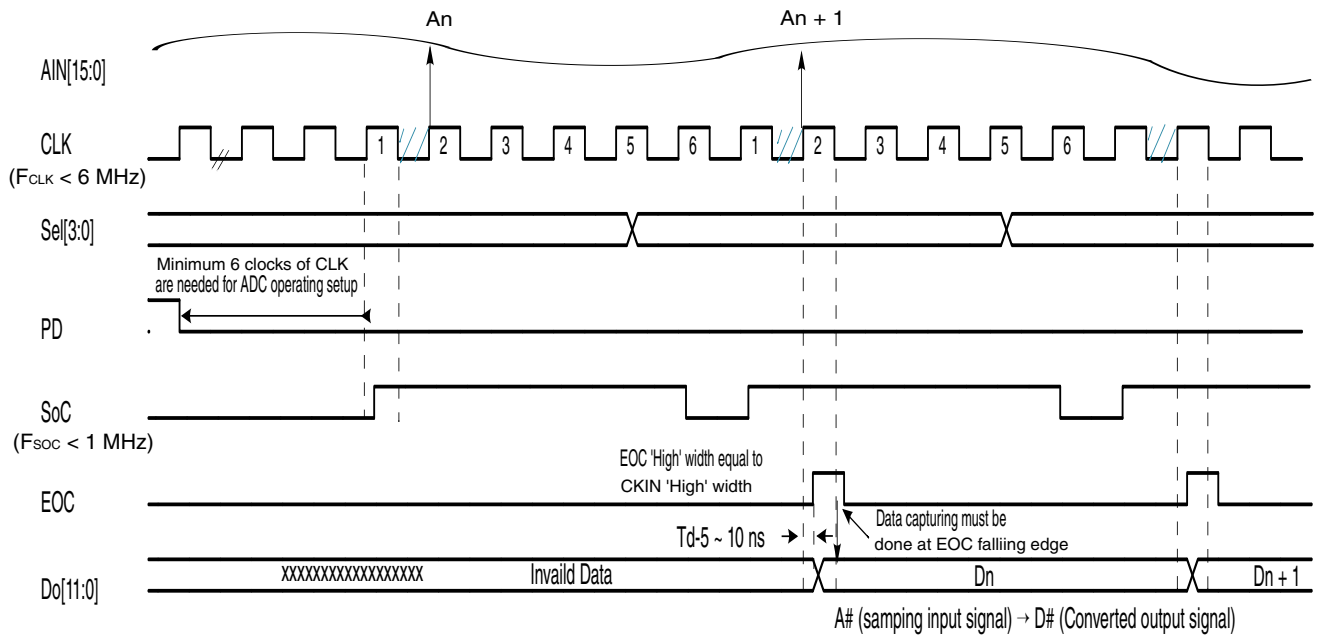 An
An + 1
AIN[15:0]
CLK
1 2 3 4 5 6 1 2 3 4 5 6
(FCLK < 6 MHz)
Sel[3:0]
Minimum 6 clocks of CLK
are needed for ADC operating setup
PD
SoC
(FSOC < 1 MHz)
EOC 'High' width equal to
CKIN 'High' width
EOC
Data capturing must be
done at EOC falliing edge
Td-5 ~ 10 ns
Do[11:0]
XXXXXXXXXXXXXXXXXX
Invaild Data
Dn
Dn + 1
A# (samping input signal) → D# (Converted output signal)